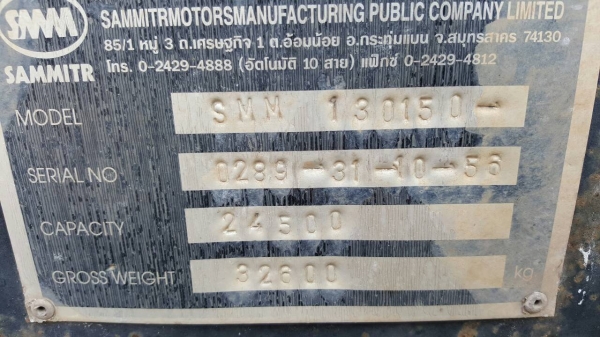 SMM
SAMMITR
SAMMITRMOTORSMANUFACTURING PUBLIC COMPANY LIMITED
85/1 หมู่ 3 ถ.เศรษฐกิจ 1 ต.อ้อมน้อย อ.กระทุ่มแบน จ.สมุทรสาคร 74130
โทร. 0-2429-4888 (อัตโนมัติ 10 สาย) แฟ๊กซ์ 0-2429-4812
MODEL SMM 130150-
SERIAL NO 0289-31-10-56
CAPACITY 24500
GROSS WEIGHT 32600 KG